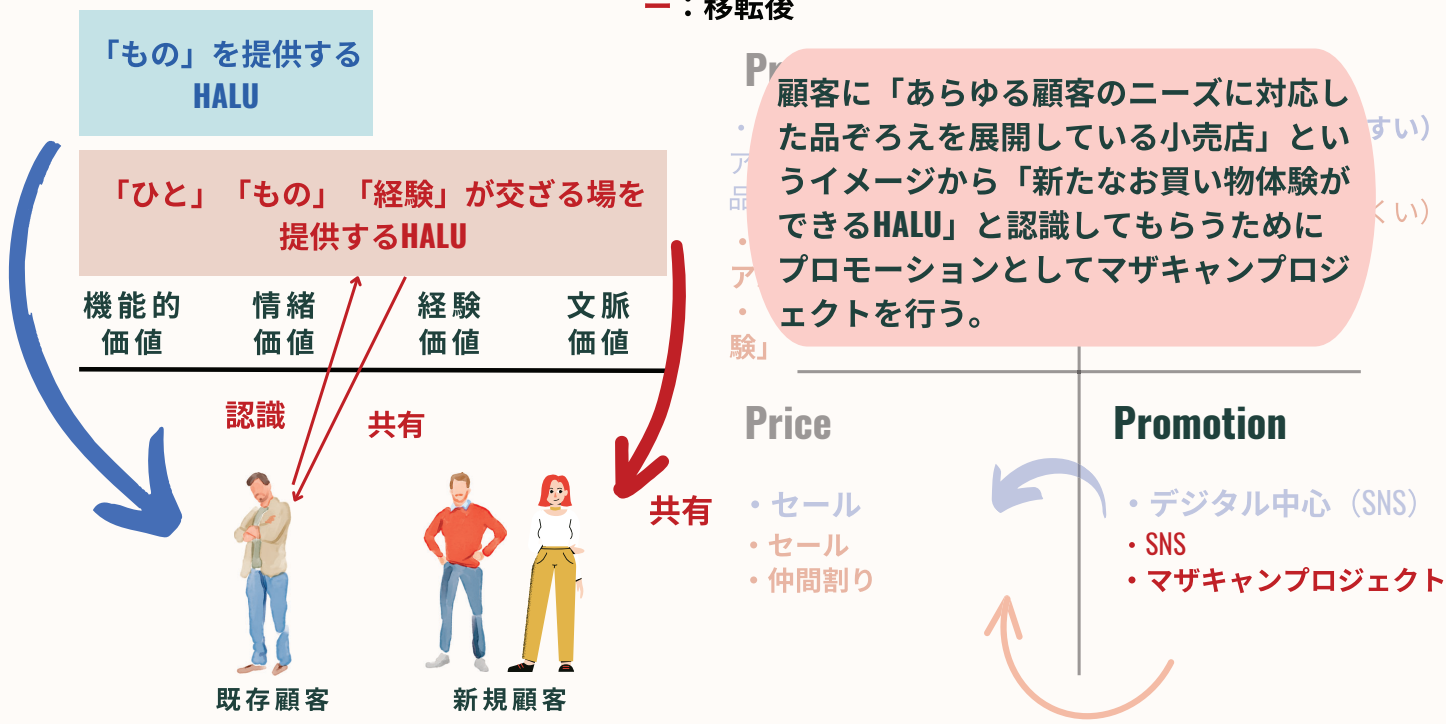 ー：移転後
「もの」を提供する
HALU
「ひと」「もの」「経験」が交ざる場を
提供するHALU
機能的
価値
情緒
価値
経験
価値
文脈
価値
認識
共有
共有
既存顧客
新規顧客
顧客に「あらゆる顧客のニーズに対応し
た品ぞろえを展開している小売店」とい
うイメージから「新たなお買い物体験が
できるHALU」と認識してもらうために
プロモーションとしてマザキャンプロジ
ェクトを行う。
Pr
・
ア
品
・
ア
・
験」
すい）
くい）
Price
・セール
・セール
・仲間割り
Promotion
・デジタル中心（SNS）
・SNS
・マザキャンプロジェクト